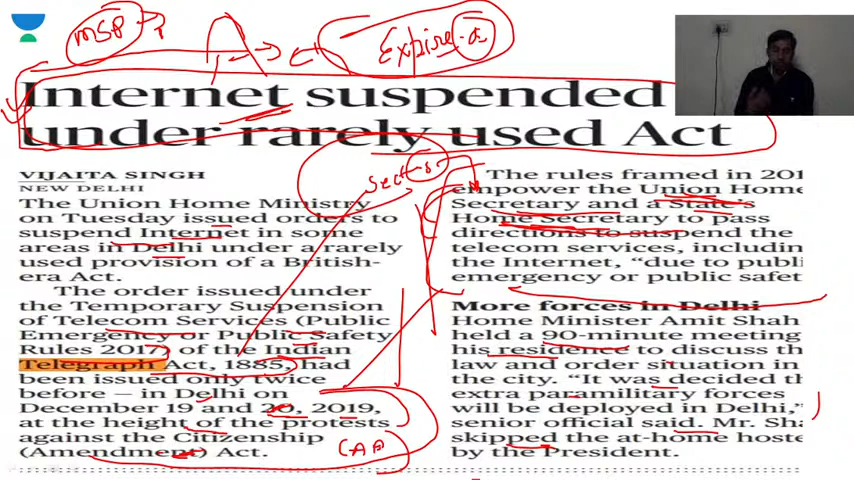 MSP ?
Expire
Internet suspended
under rarely used Act
VIJAITA SINGH
NEW DELHI
The Union Home Ministry
on Tuesday issued orders to
suspend Internet in some
areas in Delhi under a rarely
used provision of a British-
era Act.
The order issued under
the Temporary Suspension
of Telecom Services (Public
Emergency or Public Safety
Rules 2017) of the Indian
Telegraph Act, 1885, had
been issued only twice
before — in Delhi on
December 19 and 20, 2019,
at the height of the protests
against the Citizenship
(Amendment) Act.
CAA
Sect
The rules framed in 201
empower the Union Home
Secretary and a State's
Home Secretary to pass
directions to suspend the
telecom services, including
the Internet, "due to publi
emergency or public safet
More forces in Delhi
Home Minister Amit Shah
held a 90-minute meeting
his residence to discuss th
law and order situation in
the city. "It was decided th
extra paramilitary forces
will be deployed in Delhi,"
senior official said. Mr. Sha
skipped the at-home hoste
by the President.